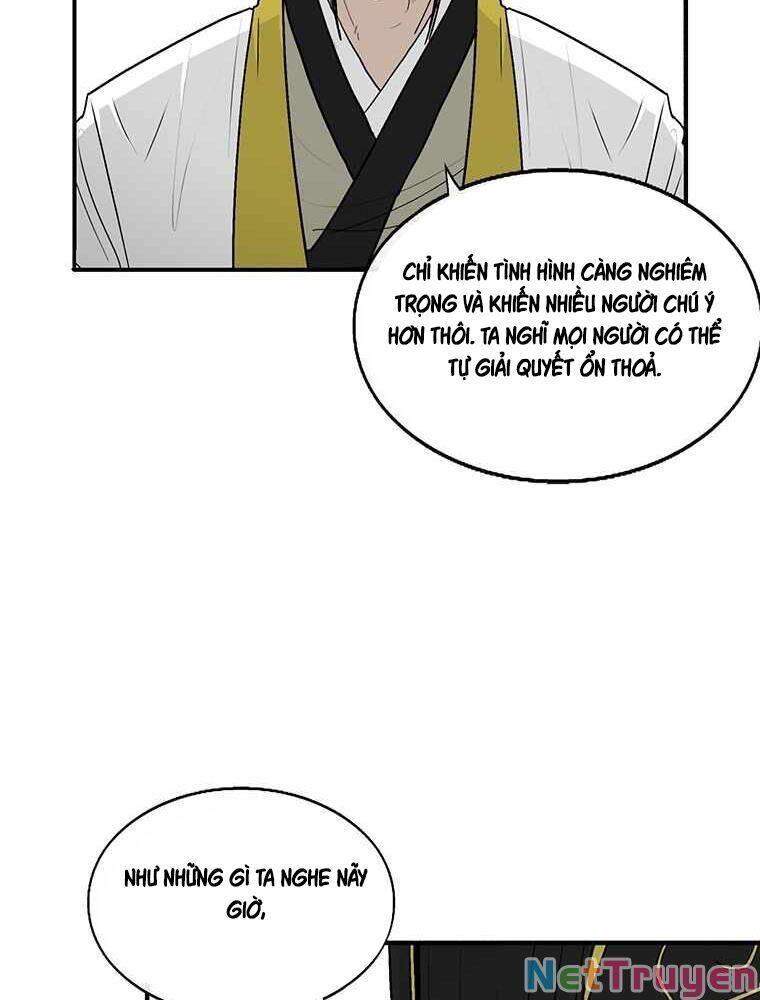 CHỈ KHIẾN TÌNH HÌNH CÀNG NGHIÊM
TRỌNG VÀ KHIẾN NHIỀU NGƯỜI CHÚ Ý
HƠN THÔI. TA NGHĨ MỌI NGƯỜI CÓ THỂ
TỰ GIẢI QUYẾT ỔN THOẢ.
NHƯ NHỮNG GÌ TA NGHE NÃY
GIỜ,
NetTruyen